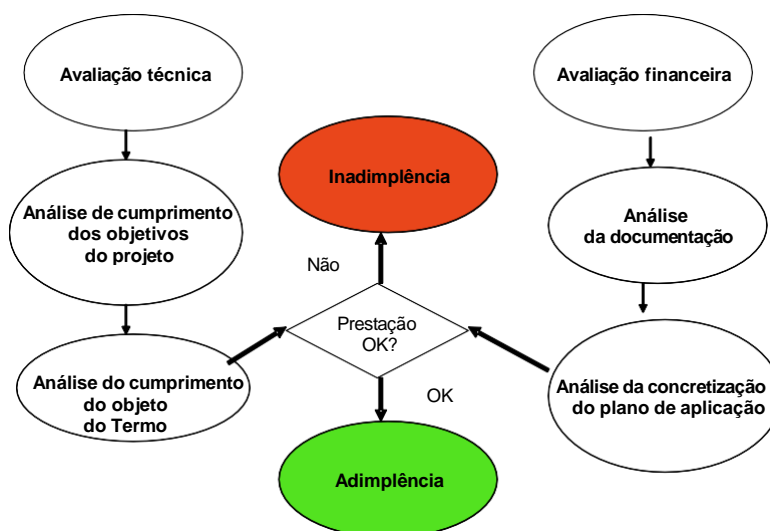 Avaliação técnica
Análise de cumprimento
dos objetivos
do projeto
Análise do cumprimento
do objeto
do Termo
Inadimplência
Não
Prestação
OK?
OK
Adimplência
Avaliação financeira
Análise
da documentação
Análise da concretização
do plano de aplicação